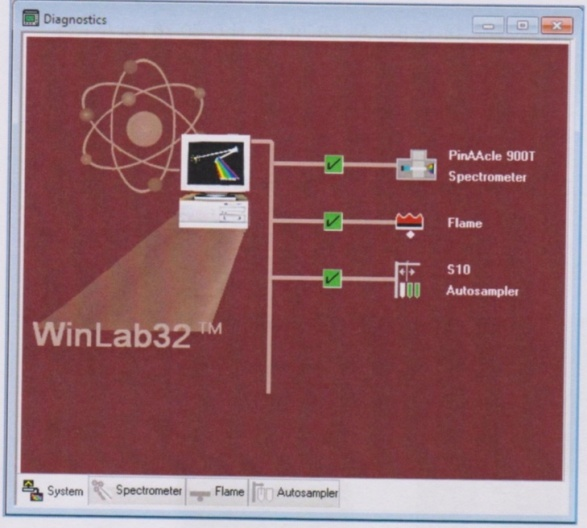 Diagnostics
PinAAcle 900T
Spectrometer
Flame
S10
Autosampler
WinLab32™
System Spectrometer Flame Autosampler